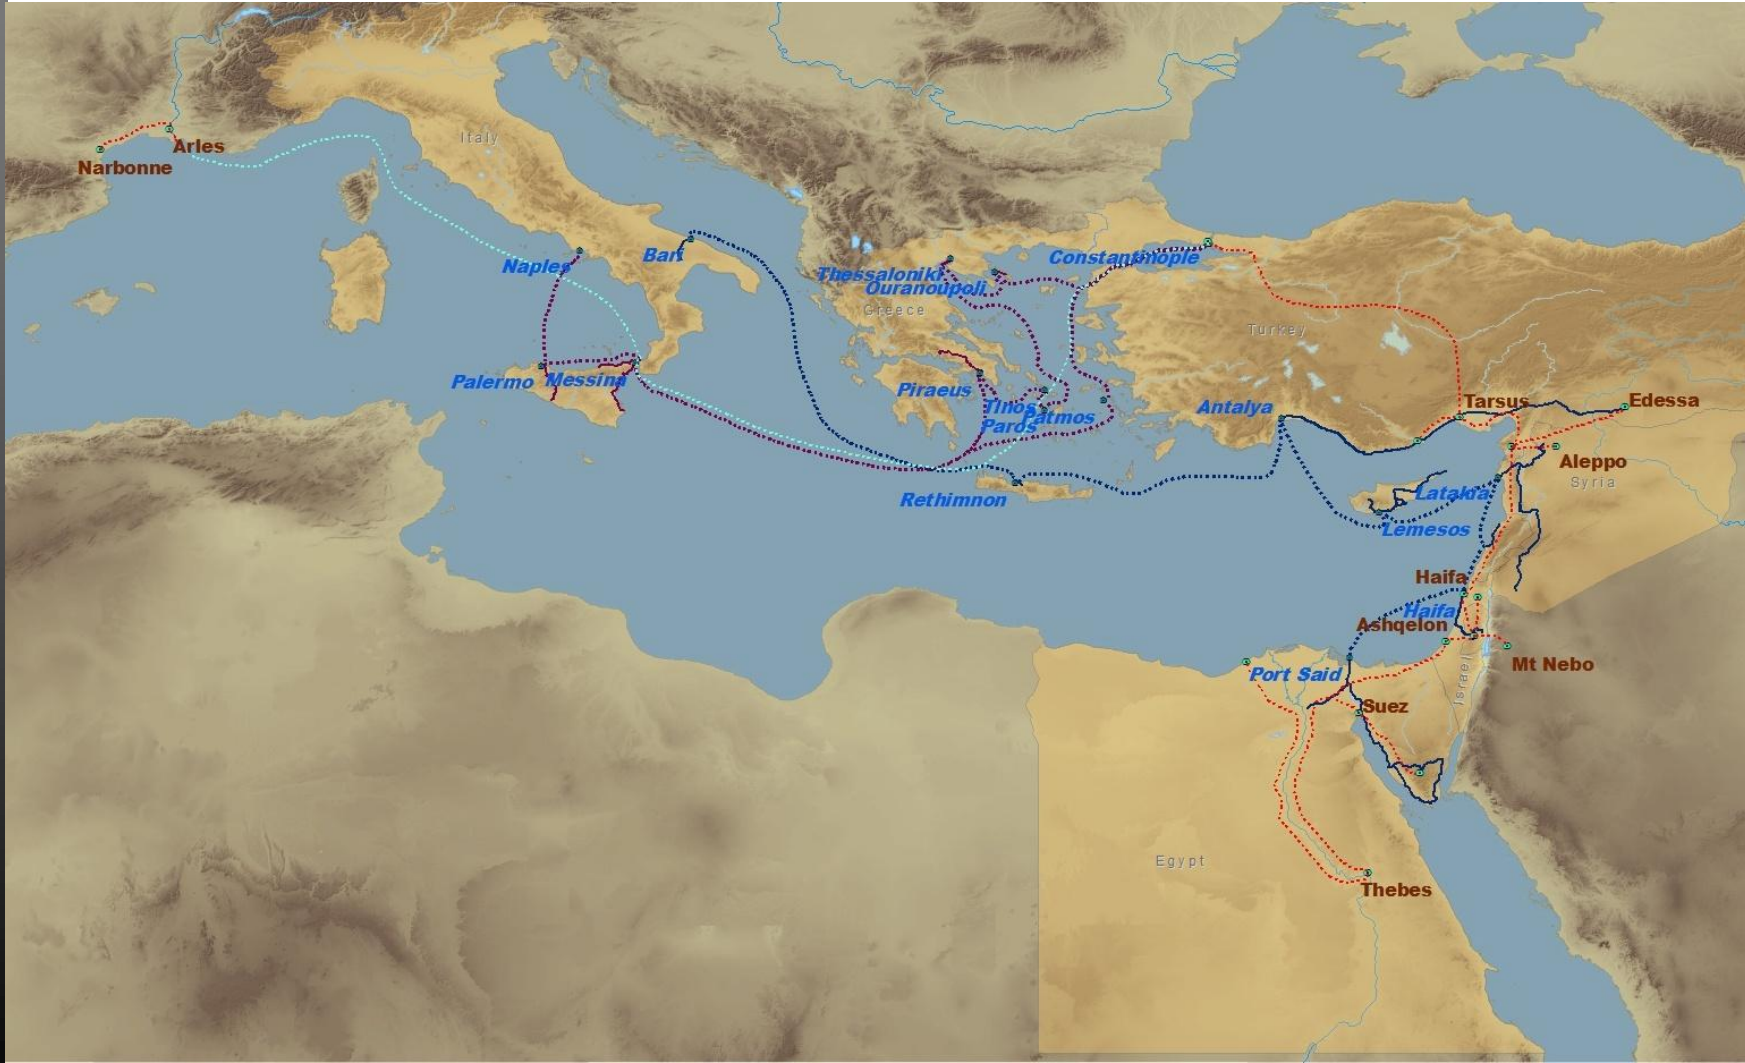 Italy
Arles
Narbonne
Naples
Bari
Constantinople
Thessaloniki
Ouranoupoli
Greece
Turkey
Palermo
Messina
Piraeus
Tinos
Patmos
Paros
Antalya
Tarsus
Edessa
Aleppo
Syria
Latakia
Rethimnon
Lemesos
Haifa
Haifa
Ashqelon
Mt Nebo
Port Said
Israel
Suez
Egypt
Thebes